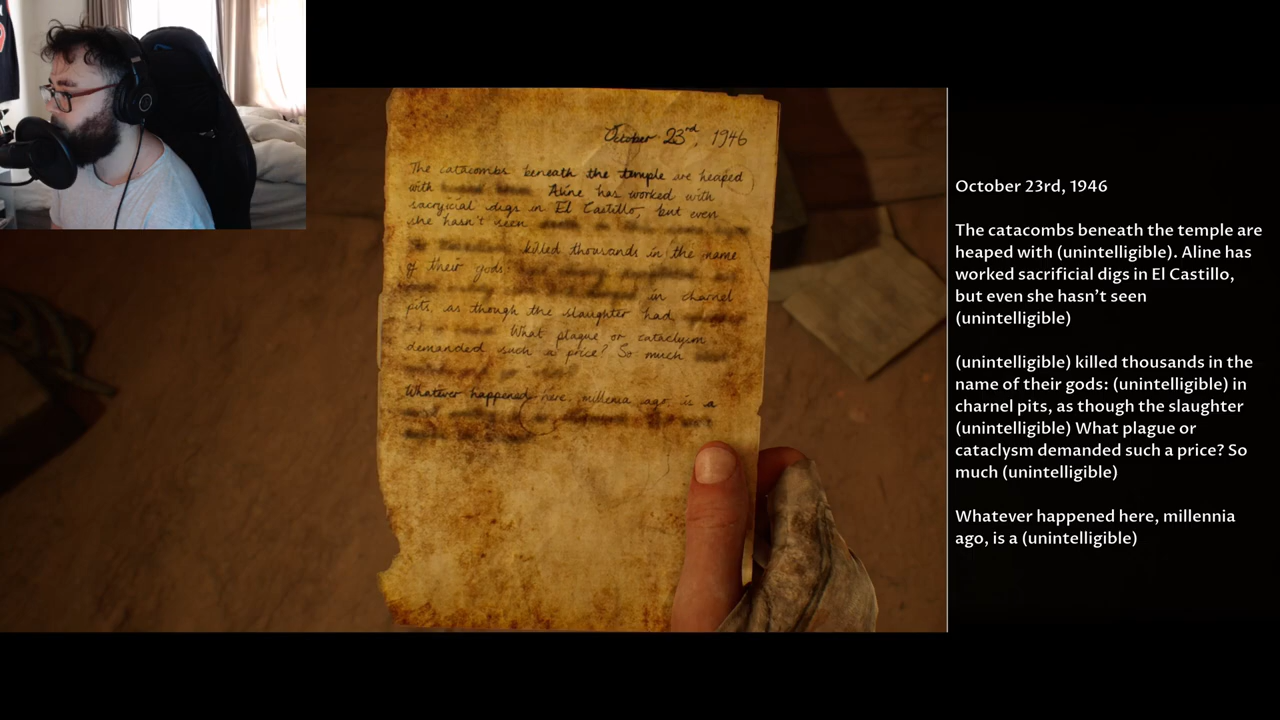 October 23rd, 1946
The catacombs beneath the temple are heaped
with
Aline has worked with
sacrificial digs in El Castillo, but even
she hasn't seen
killed thousands in the name
of their gods:
in charnel
pits, as though the slaughter had
What plague or cataclysm
demanded such a price? So much
Whatever happened here, millenia ago, is a
October 23rd, 1946
The catacombs beneath the temple are
heaped with (unintelligible). Aline has
worked sacrificial digs in El Castillo,
but even she hasn't seen
(unintelligible)
(unintelligible) killed thousands in the
name of their gods: (unintelligible) in
charnel pits, as though the slaughter
(unintelligible) What plague or
cataclysm demanded such a price? So
much (unintelligible)
Whatever happened here, millennia
ago, is a (unintelligible)